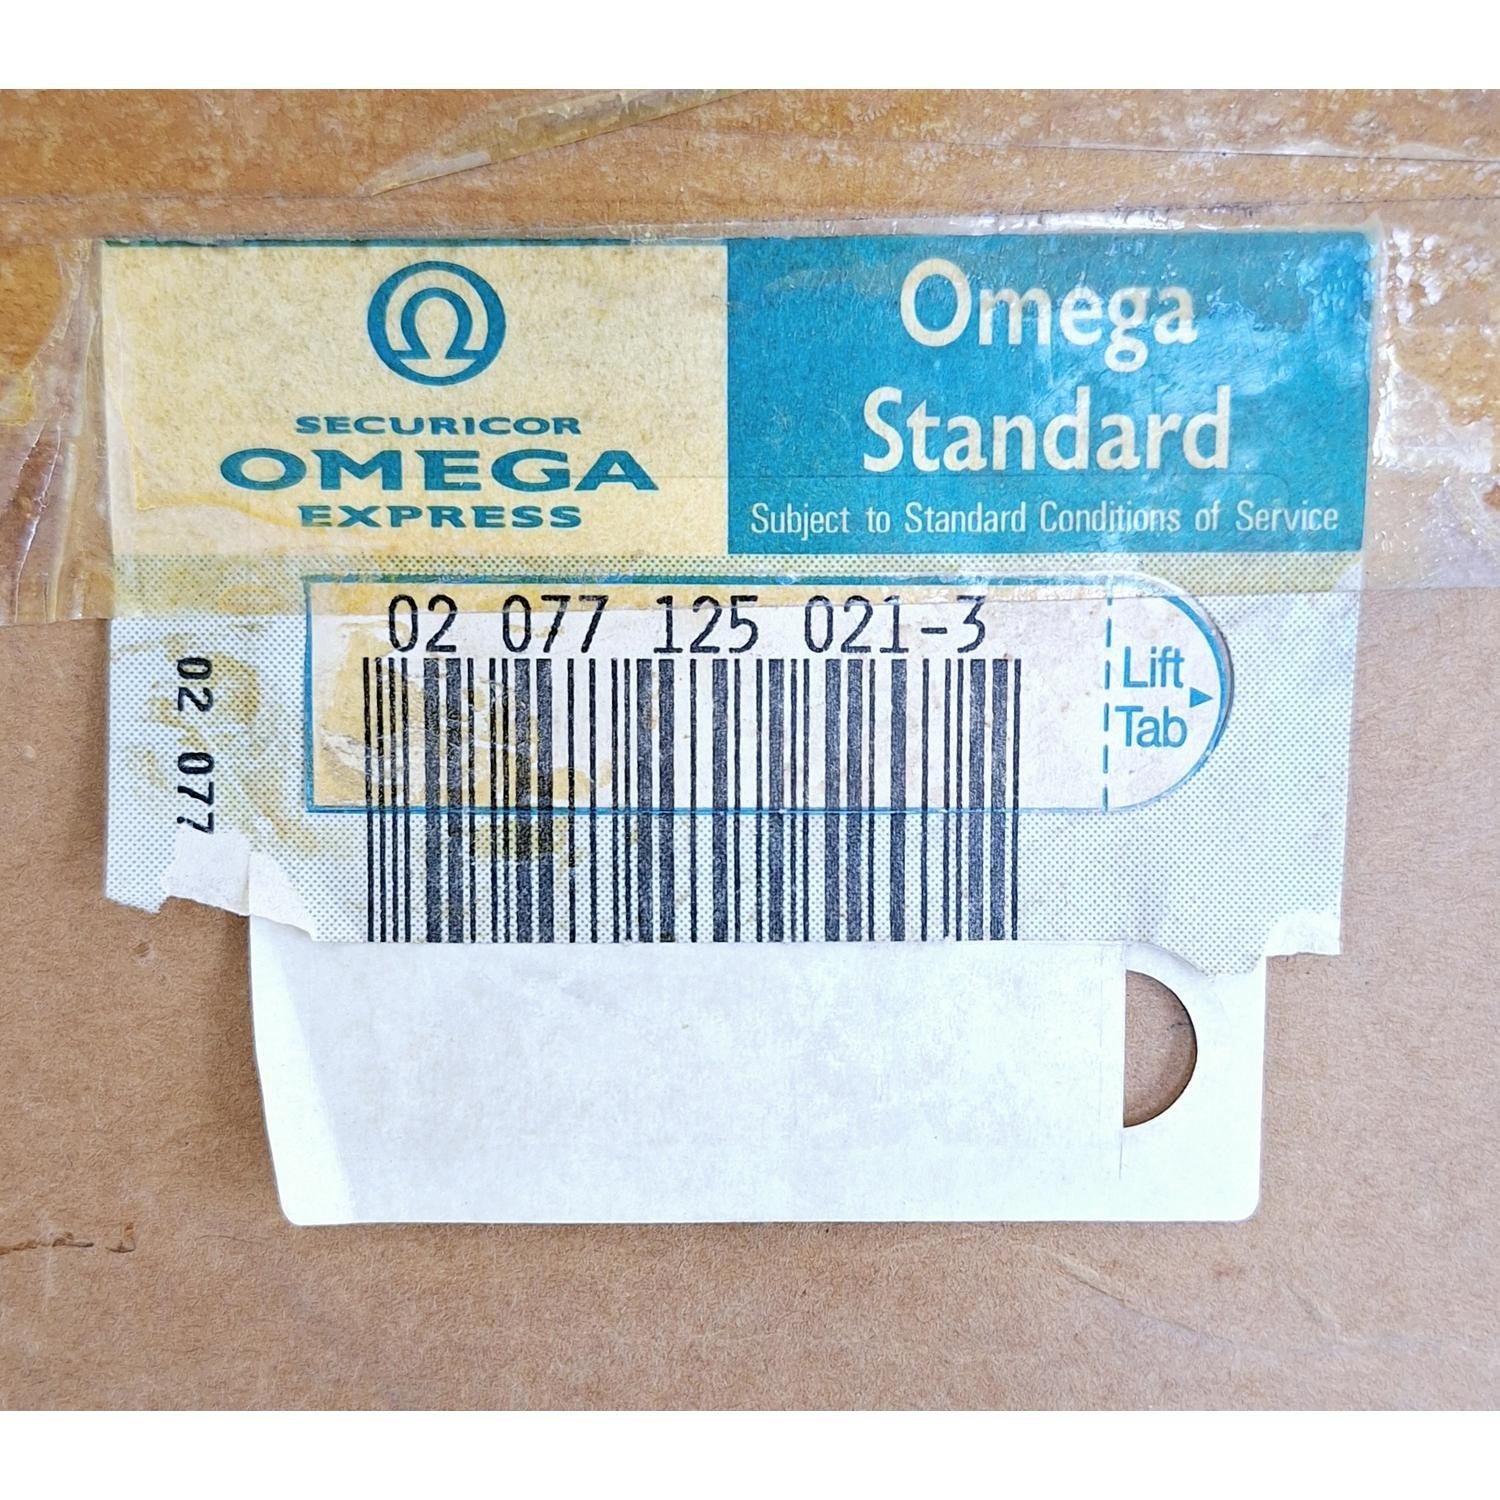 SECURICOR
OMEGA
EXPRESS
Omega
Standard
Subject to Standard Conditions of Service
02 077 125 021-3
Lift
Tab
02 077